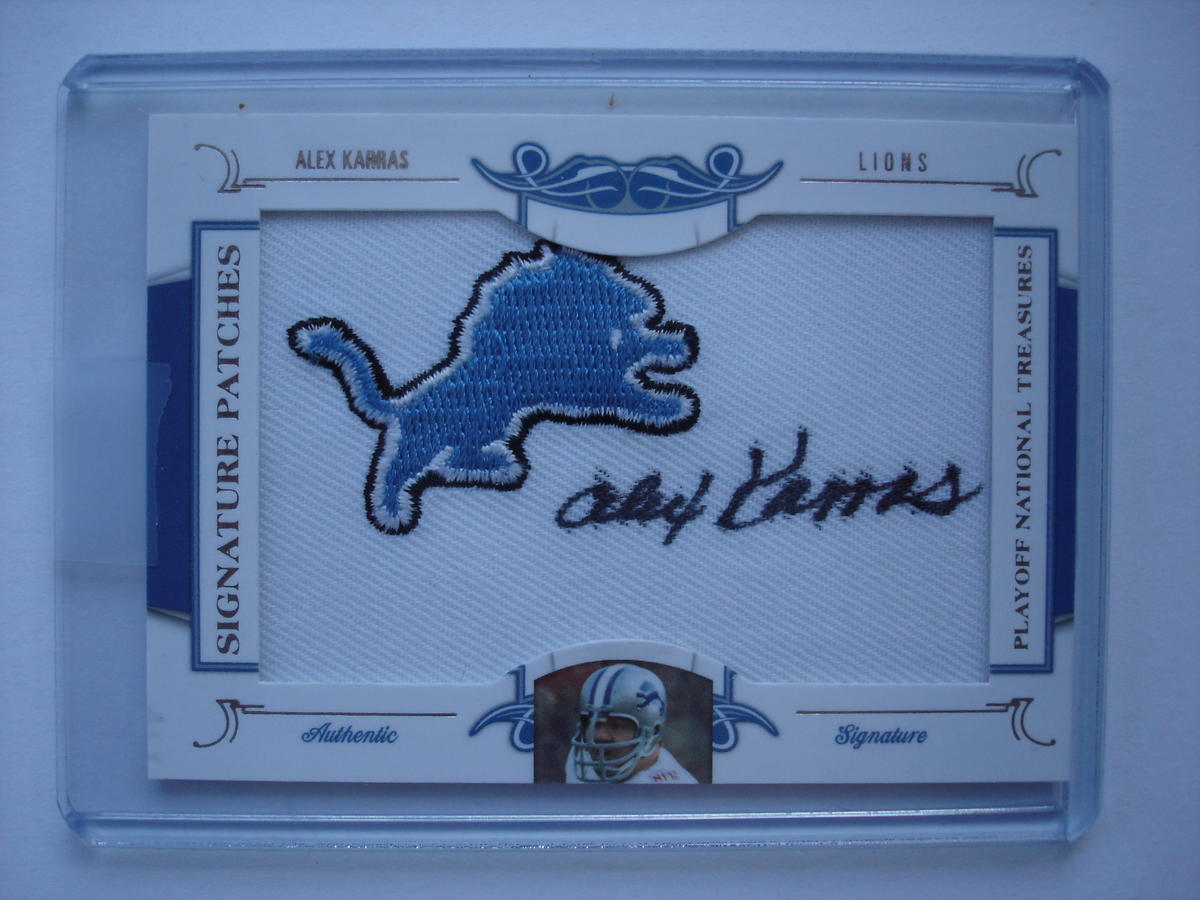 ALEX KARRAS
LIONS
SIGNATURE PATCHES
Alex Karras
PLAYOFF NATIONAL TREASURES
Authentic
Signature